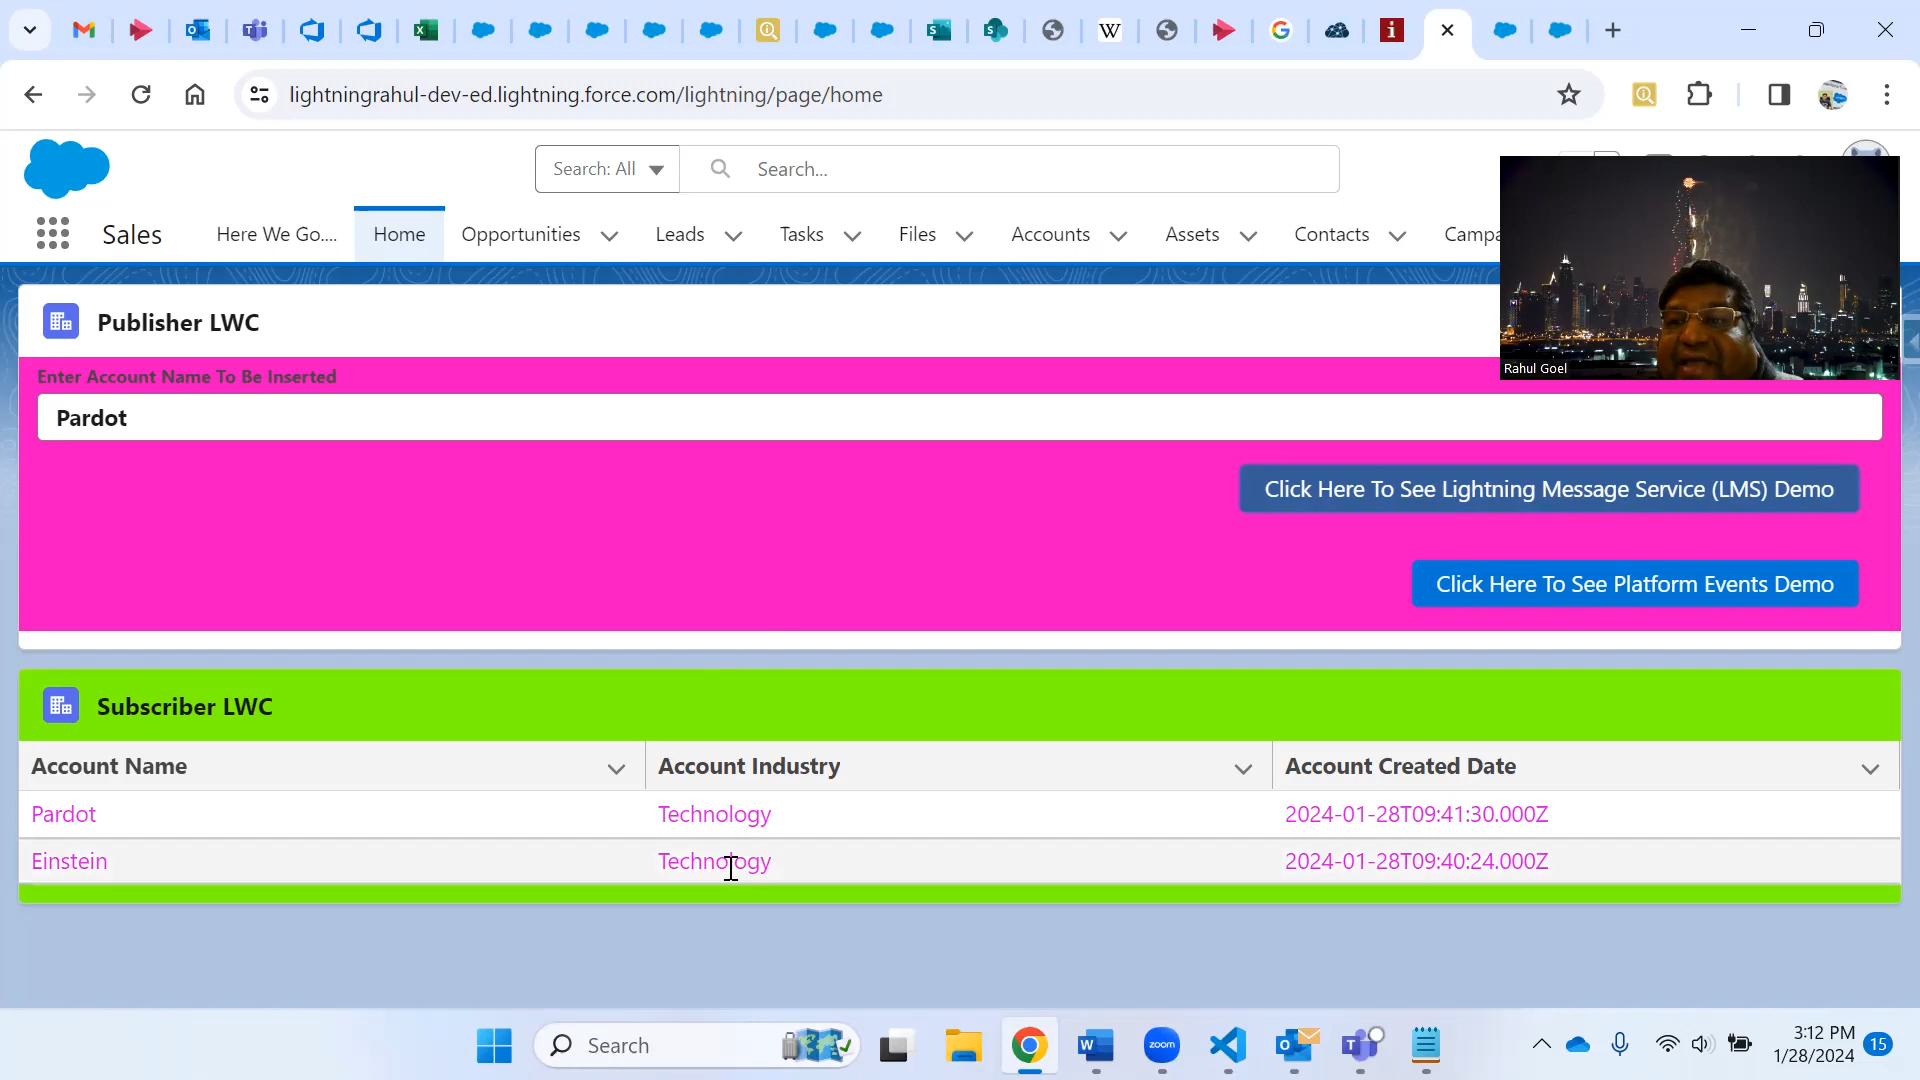 lightningrahul-dev-ed.lightning.force.com/lightning/page/home
Search: All
Search...
Sales
Here We Go....
Home
Opportunities
Leads
Tasks
Files
Accounts
Assets
Contacts
Campa
Rahul Goel
Publisher LWC
Enter Account Name To Be Inserted
Pardot
Click Here To See Lightning Message Service (LMS) Demo
Click Here To See Platform Events Demo
Subscriber LWC
Account Name Account Industry Account Created Date
Pardot Technology 2024-01-28T09:41:30.000Z
Einstein Technology 2024-01-28T09:40:24.000Z
Search
zoom
3:12 PM
1/28/2024
15